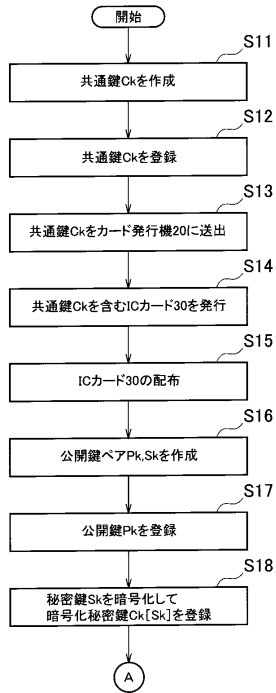 開始
S11
共通鍵Ckを作成
S12
共通鍵Ckを登録
S13
共通鍵Ckをカード発行機20に送出
S14
共通鍵Ckを含むICカード30を発行
S15
ICカード30の配布
S16
公開鍵ペアPk,Skを作成
S17
公開鍵Pkを登録
S18
秘密鍵Skを暗号化して
暗号化秘密鍵Ck[Sk]を登録
A